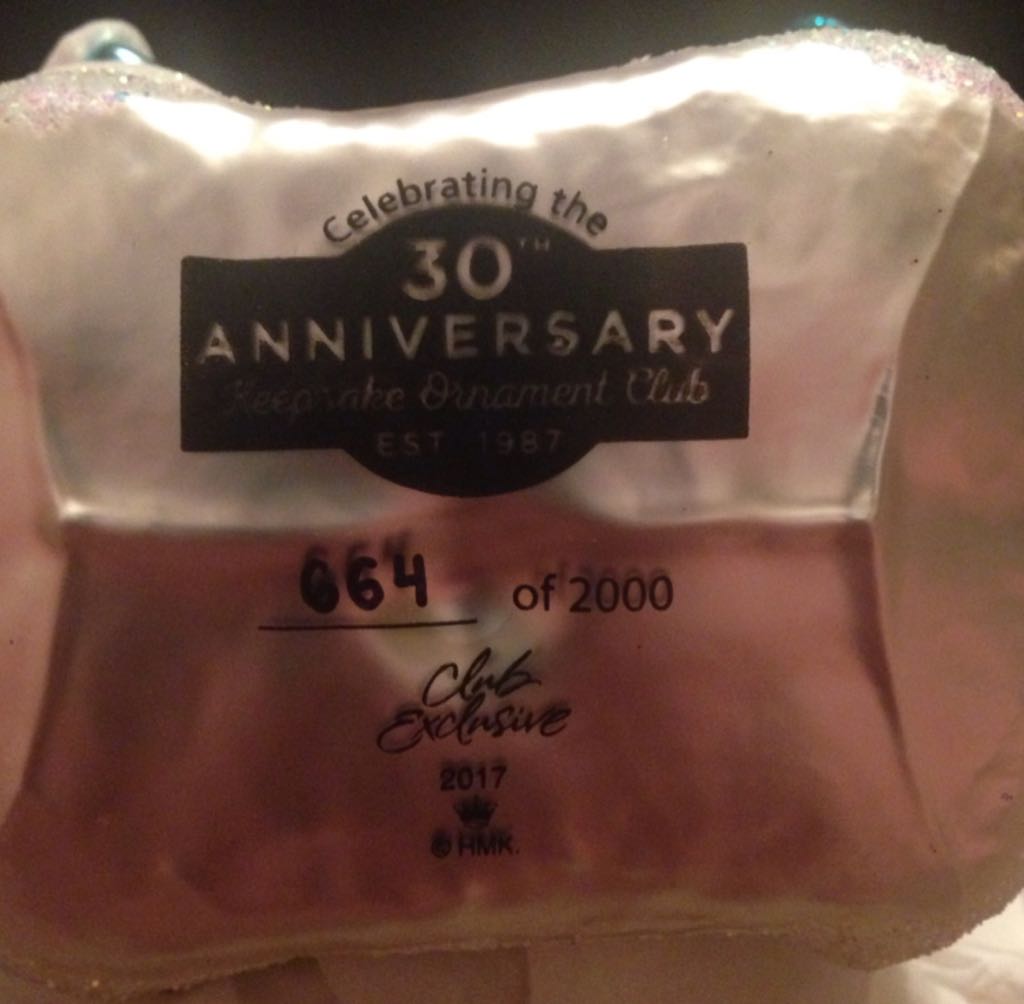 Celebrating the
30TH
ANNIVERSARY
Keepsake Ornament Club
EST 1987
664 of 2000
Club
Exclusive
2017
© HMK.